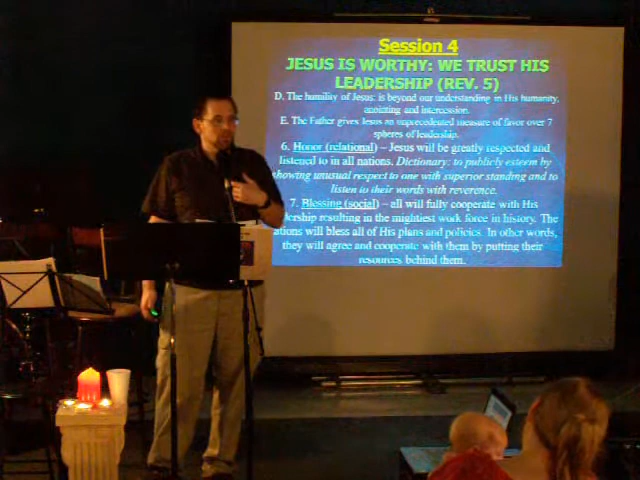 Session 4
JESUS IS WORTHY: WE TRUST HIS
LEADERSHIP (REV. 5)
D. The humility of Jesus: is beyond our understanding in His humanity,
anointing and intercession.
E. The Father gives Jesus an unprecedented measure of favor over 7
spheres of leadership.
6. Honor (relational) – Jesus will be greatly respected and
listened to in all nations. Dictionary: to publicly esteem by
showing unusual respect to one with superior standing and to
listen to their words with reverence.
7. Blessing (social) – all will fully cooperate with His
dership resulting in the mightiest work force in history. The
ations will bless all of His plans and policies. In other words,
they will agree and cooperate with them by putting their
resources behind them.